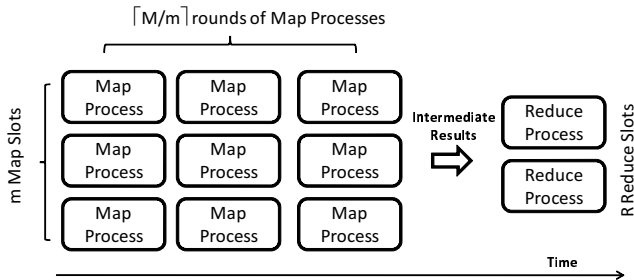 ⌈M/m⌉ rounds of Map Processes
m Map Slots
Map
Process
Map
Process
Map
Process
Map
Process
Map
Process
Map
Process
Map
Process
Map
Process
Map
Process
Intermediate
Results
Reduce
Process
Reduce
Process
R Reduce Slots
Time